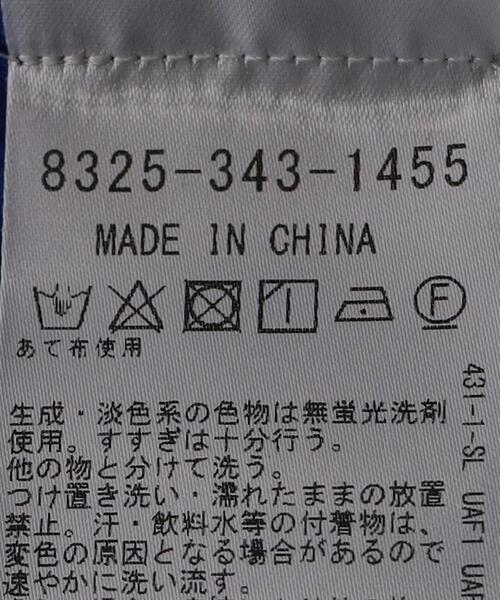 8325-343-1455
MADE IN CHINA
F
あて布使用
生成・淡色系の色物は無蛍光洗剤
使用。すすぎは十分行う。
他の物と分けて洗う。
つけ置き洗い・濡れたままの放置
禁止。汗・飲料水等の付着物は、
変色の原因となる場合があるので
速やかに洗い流す。
431-1-SL UAF1 UAF